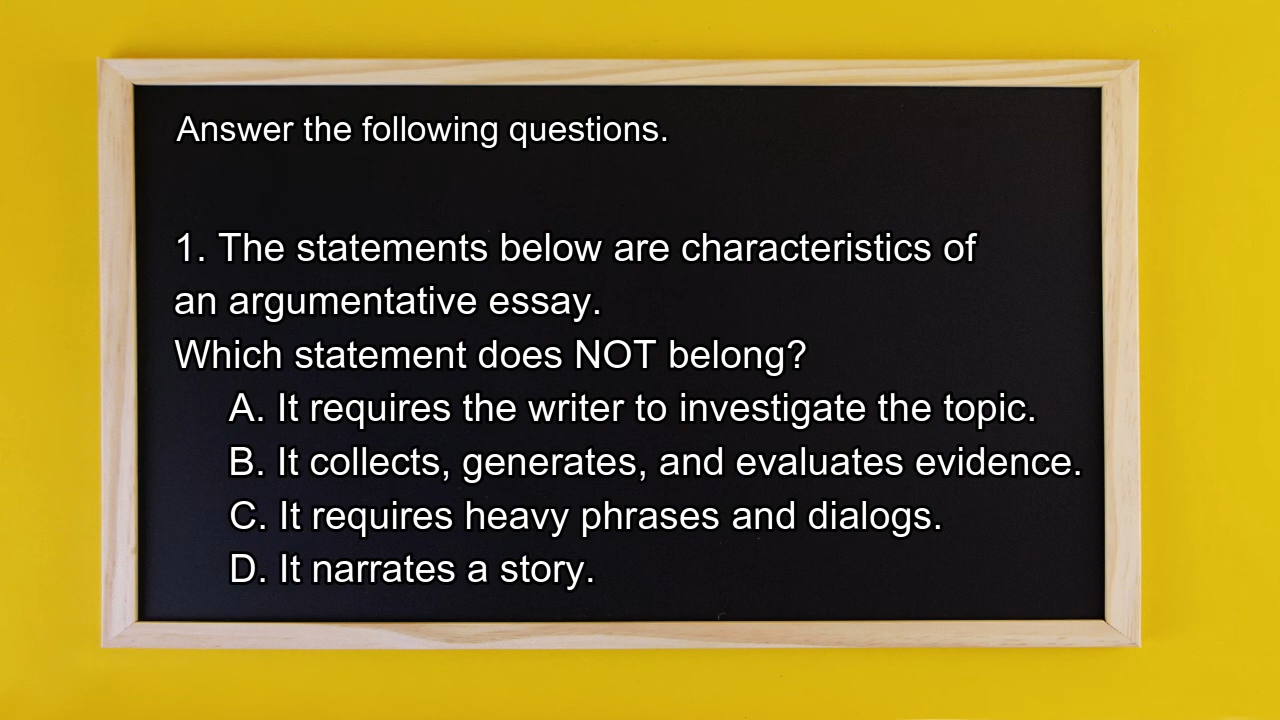 Answer the following questions.
1. The statements below are characteristics of
an argumentative essay.
Which statement does NOT belong?
A. It requires the writer to investigate the topic.
B. It collects, generates, and evaluates evidence.
C. It requires heavy phrases and dialogs.
D. It narrates a story.